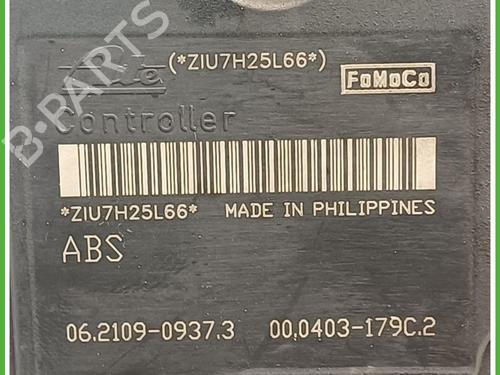 (*ZIU7H25L66*)
FoMoCo
Controller
*ZIU7H25L66* MADE IN PHILIPPINES
ABS
06.2109-0937.3 00.0403-179C.2
B-PARTS